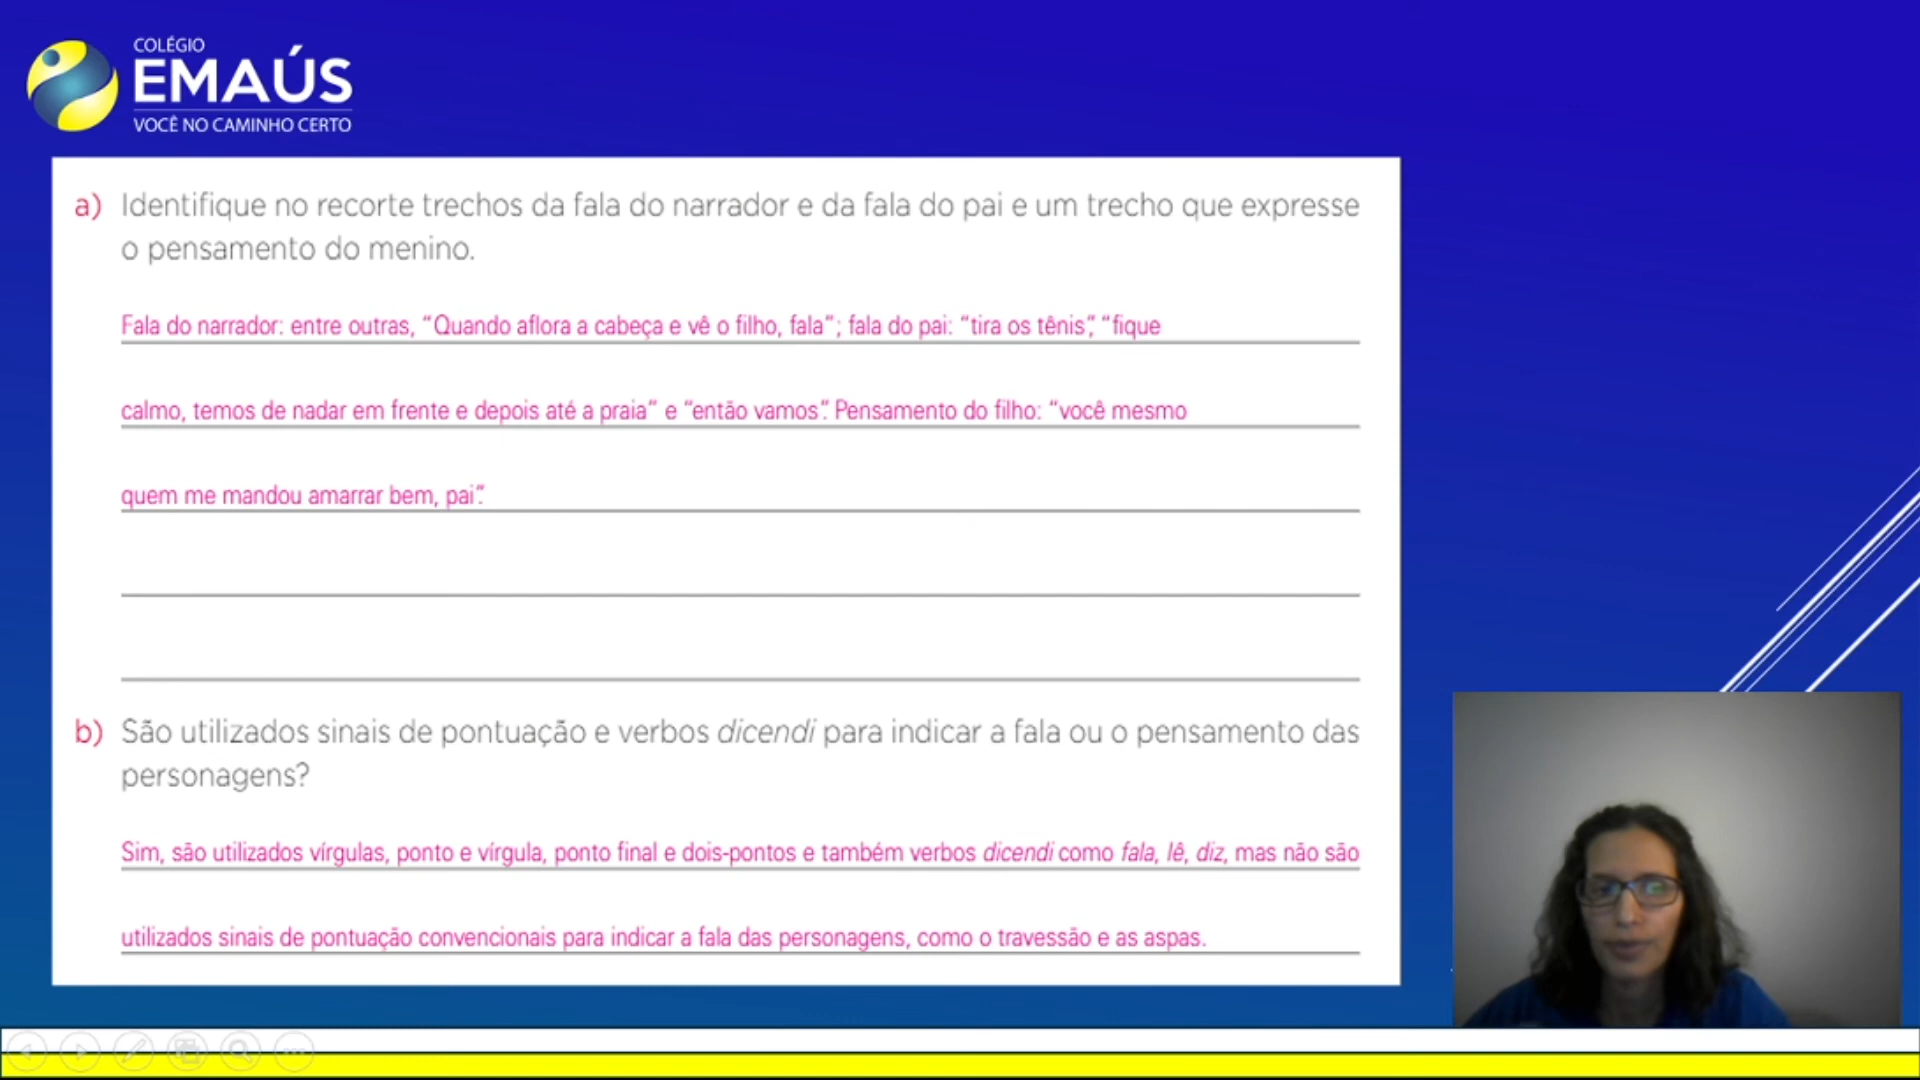 COLÉGIO
EMAÚS
VOCÊ NO CAMINHO CERTO
a) Identifique no recorte trechos da fala do narrador e da fala do pai e um trecho que expresse
o pensamento do menino.
Fala do narrador: entre outras, “Quando aflora a cabeça e vê o filho, fala”; fala do pai: “tira os tênis”, “fique
calmo, temos de nadar em frente e depois até a praia” e “então vamos”. Pensamento do filho: “você mesmo
quem me mandou amarrar bem, pai”.
b) São utilizados sinais de pontuação e verbos dicendi para indicar a fala ou o pensamento das
personagens?
Sim, são utilizados vírgulas, ponto e vírgula, ponto final e dois-pontos e também verbos dicendi como fala, lê, diz, mas não são
utilizados sinais de pontuação convencionais para indicar a fala das personagens, como o travessão e as aspas.